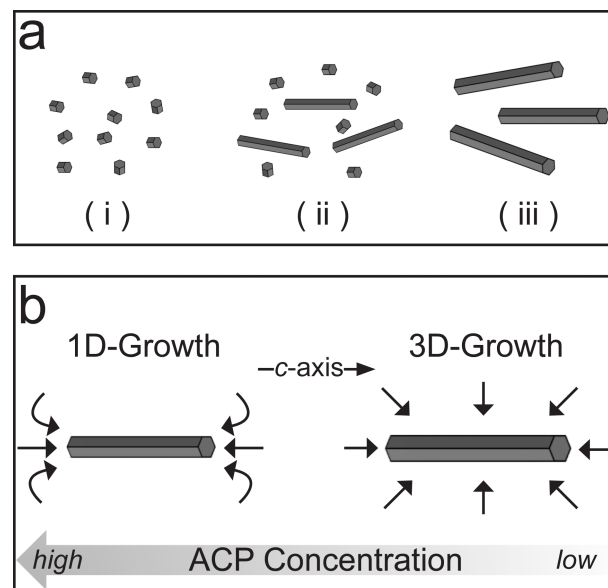 a
( i ) ( ii ) ( iii )
b
1D-Growth 3D-Growth
c-axis
high ACP Concentration low